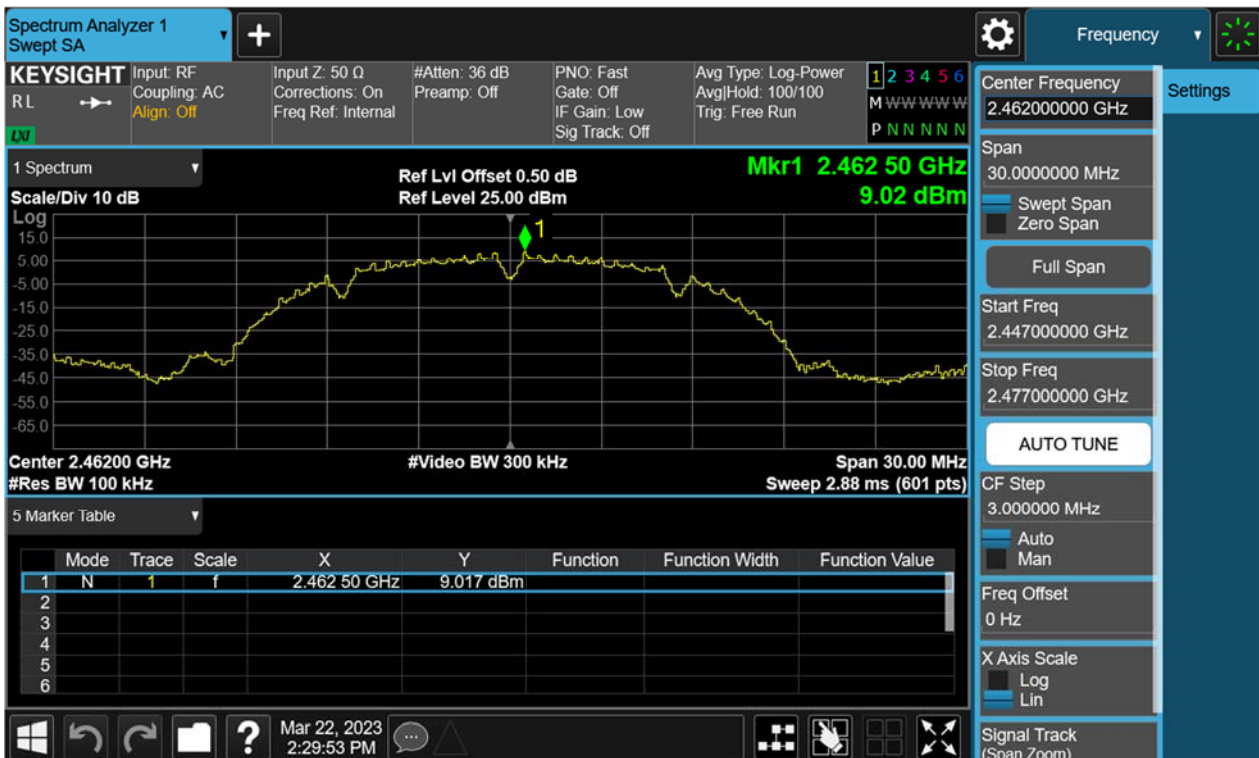 Spectrum Analyzer 1
Swept SA
Frequency
KEYSIGHT
RL
LXI
Input: RF
Coupling: AC
Align: Off
Input Z: 50 Ω
Corrections: On
Freq Ref: Internal
#Atten: 36 dB
Preamp: Off
PNO: Fast
Gate: Off
IF Gain: Low
Sig Track: Off
Avg Type: Log-Power
Avg|Hold: 100/100
Trig: Free Run
1 2 3 4 5 6
M W W W W W
P N N N N N
1 Spectrum
Scale/Div 10 dB
Ref Lvl Offset 0.50 dB
Ref Level 25.00 dBm
Mkr1 2.462 50 GHz
9.02 dBm
Log
15.0
5.00
-5.00
-15.0
-25.0
-35.0
-45.0
-55.0
-65.0
1
Center 2.46200 GHz
#Res BW 100 kHz
#Video BW 300 kHz
Span 30.00 MHz
Sweep 2.88 ms (601 pts)
5 Marker Table
Mode Trace Scale X Y Function Function Width Function Value
1 N 1 f 2.462 50 GHz 9.017 dBm
2
3
4
5
6
?
Mar 22, 2023
2:29:53 PM
Center Frequency
2.462000000 GHz
Span
30.0000000 MHz
Swept Span
Zero Span
Full Span
Start Freq
2.447000000 GHz
Stop Freq
2.477000000 GHz
AUTO TUNE
CF Step
3.000000 MHz
Auto
Man
Freq Offset
0 Hz
X Axis Scale
Log
Lin
Signal Track
(Span Zoom)
Settings